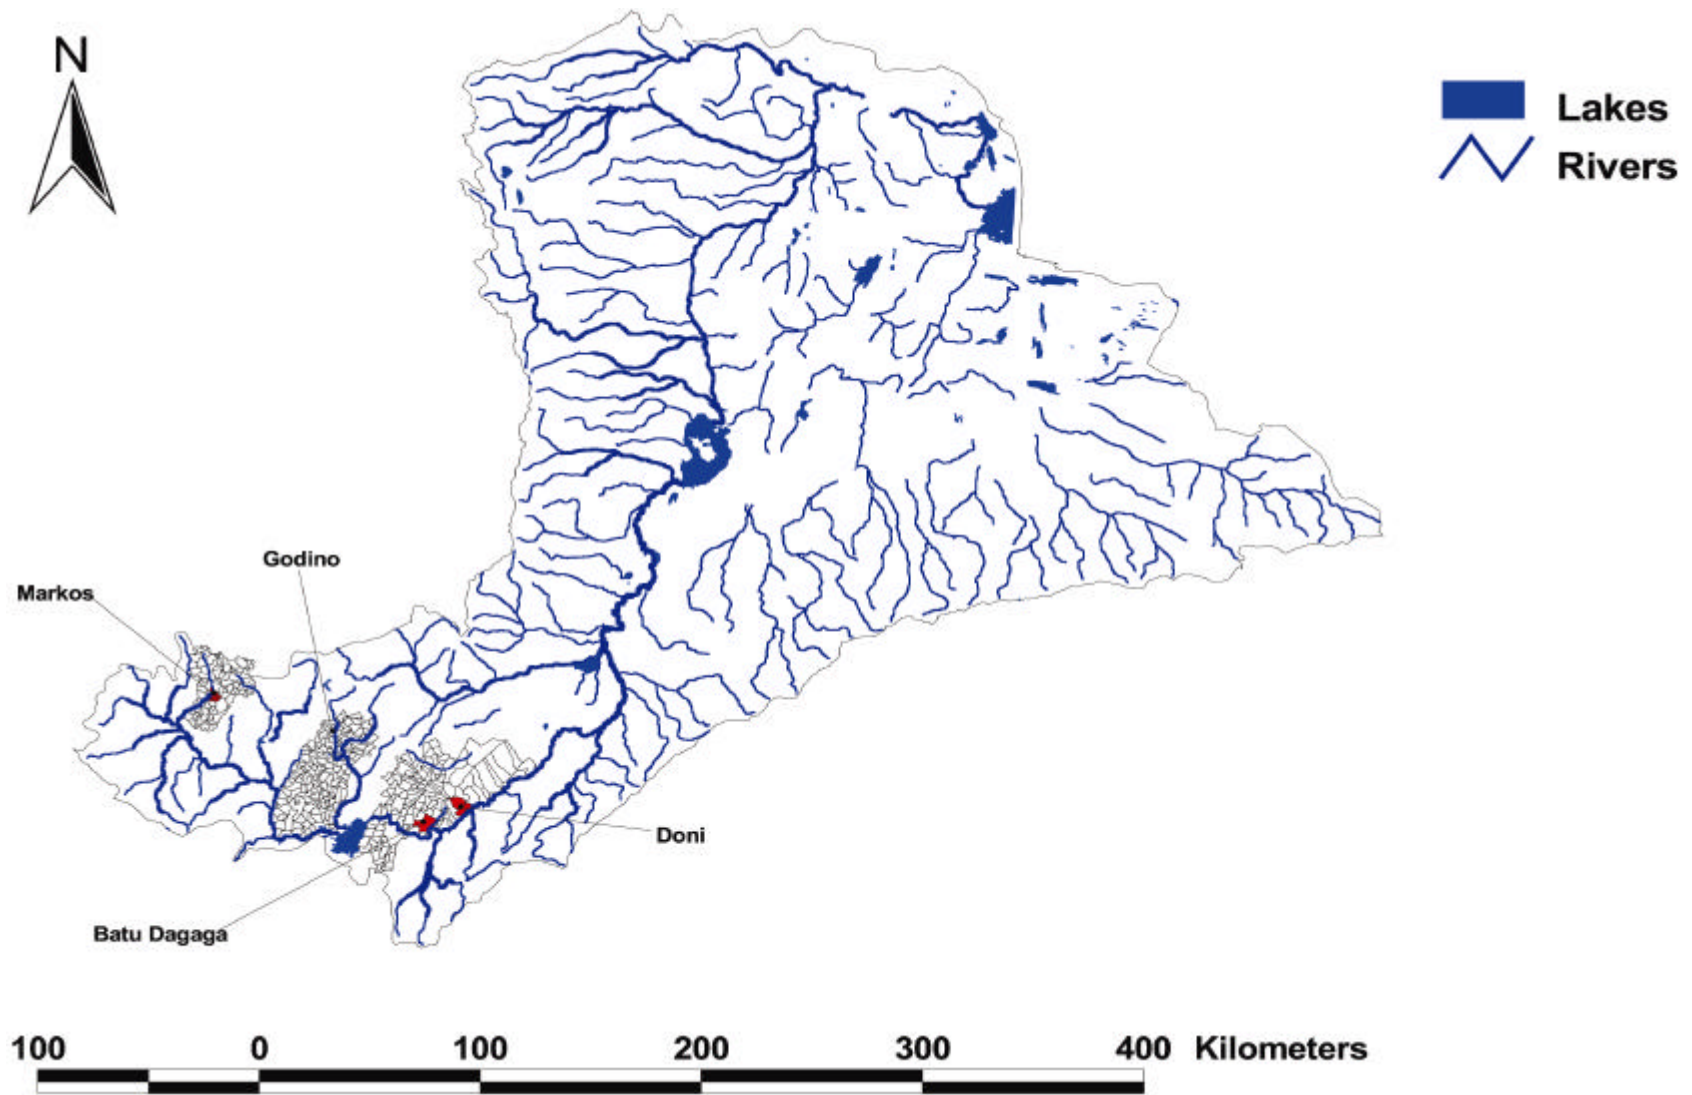 N
Lakes
Rivers
Godino
Markos
Doni
Batu Dagaga
100 0 100 200 300 400 Kilometers